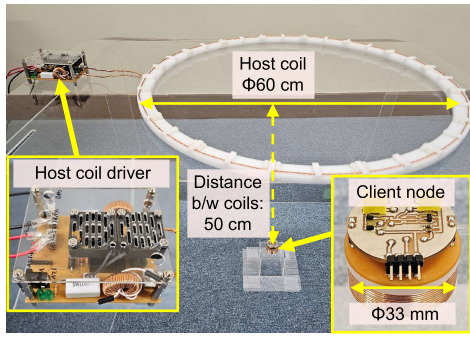 Host coil
Φ60 cm
Host coil driver
Distance
b/w coils:
50 cm
Client node
Φ33 mm